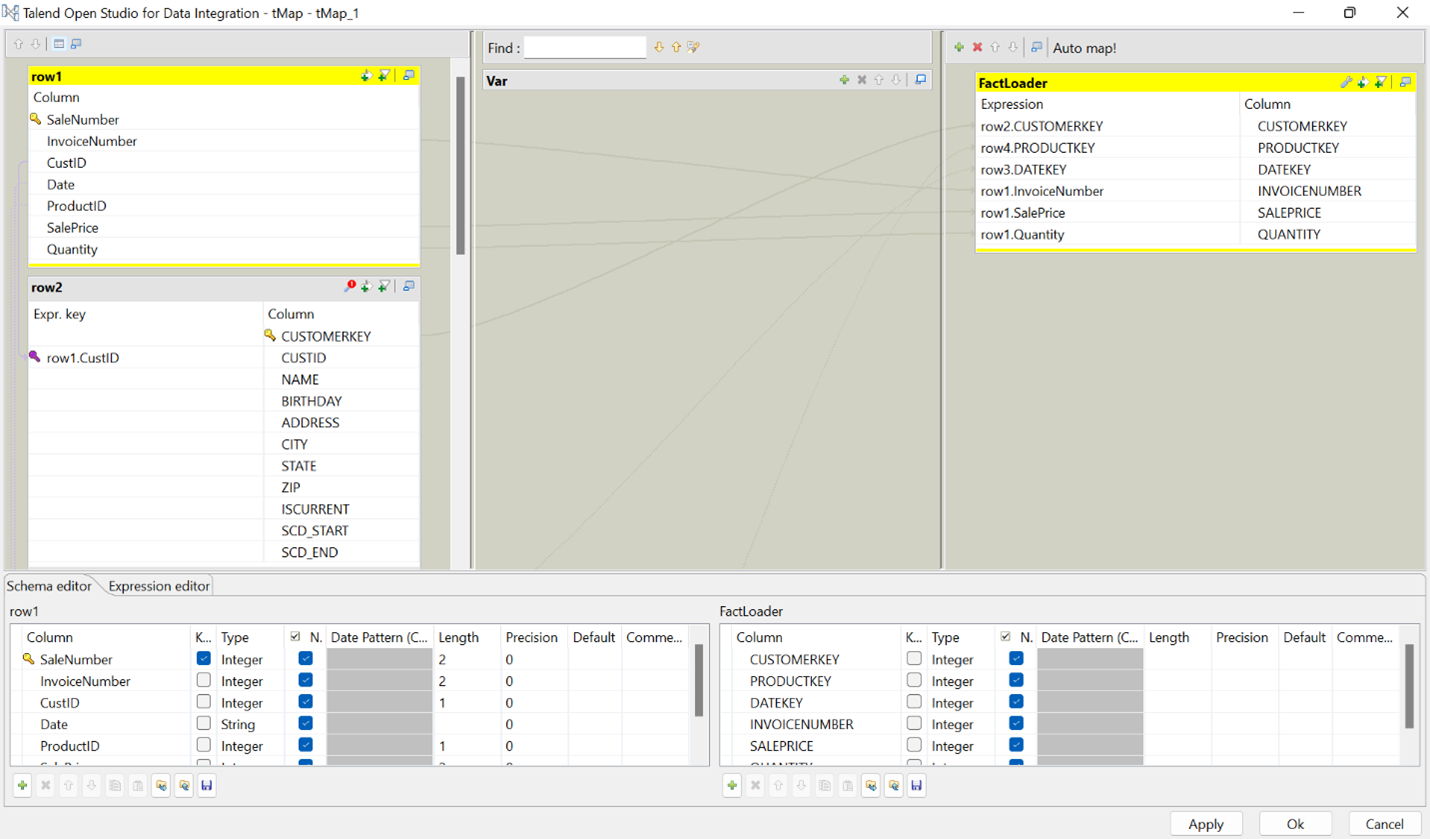 Talend Open Studio for Data Integration - tMap - tMap_1
Find :
Auto map!
row1
Column
SaleNumber
InvoiceNumber
CustID
Date
ProductID
SalePrice
Quantity
row2
Expr. key Column
CUSTOMERKEY
row1.CustID CUSTID
NAME
BIRTHDAY
ADDRESS
CITY
STATE
ZIP
ISCURRENT
SCD_START
SCD_END
Var
FactLoader
Expression Column
row2.CUSTOMERKEY CUSTOMERKEY
row4.PRODUCTKEY PRODUCTKEY
row3.DATEKEY DATEKEY
row1.InvoiceNumber INVOICENUMBER
row1.SalePrice SALEPRICE
row1.Quantity QUANTITY
Schema editor Expression editor
row1
Column K... Type N. Date Pattern (C... Length Precision Default Comme...
SaleNumber Integer 2 0
InvoiceNumber Integer 2 0
CustID Integer 1 0
Date String 0
ProductID Integer 1 0
FactLoader
Column K... Type N. Date Pattern (C... Length Precision Default Comme...
CUSTOMERKEY Integer
PRODUCTKEY Integer
DATEKEY Integer
INVOICENUMBER Integer
SALEPRICE Integer
Apply Ok Cancel